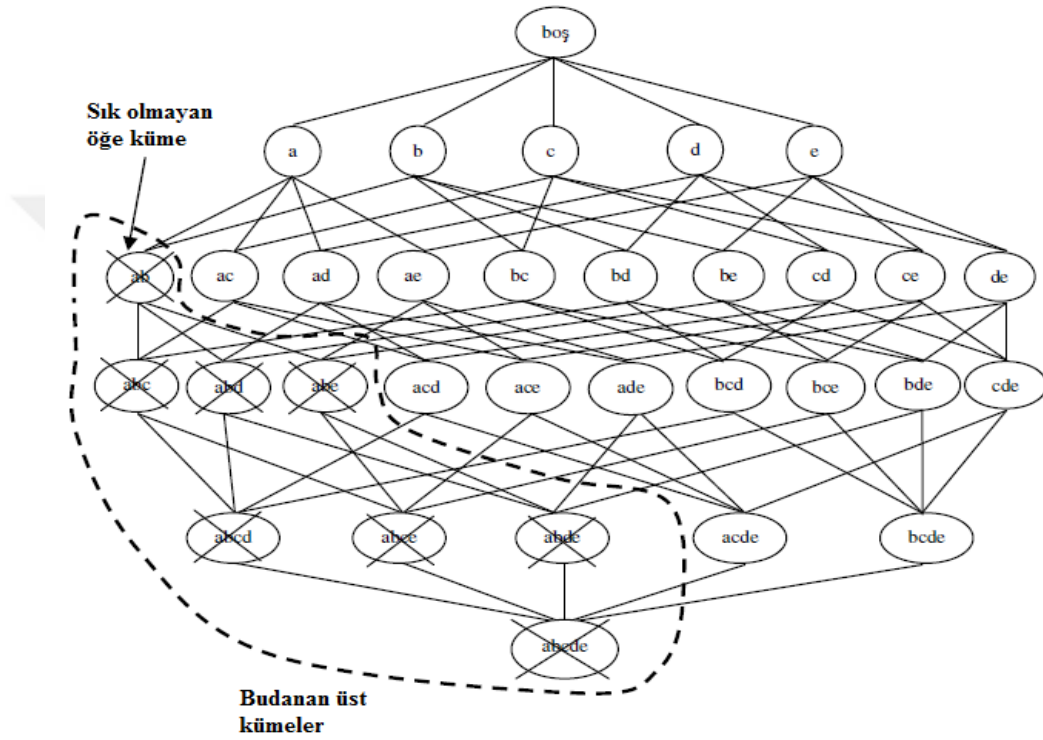 boş
Sık olmayan
öğe küme
a b c d e
ab ac ad ae bc bd be cd ce de
abc abd abe acd ace ade bcd bce bde cde
abcd abce abde acde bcde
abcde
Budanan üst
kümeler